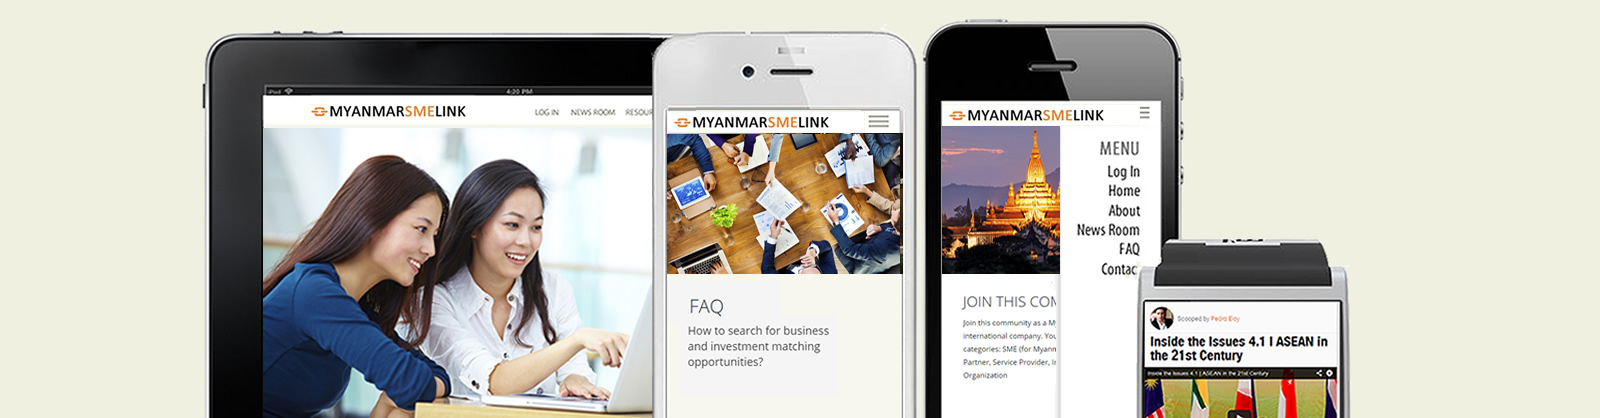 iPod
4:20 PM
MYANMARSMELINK
LOG IN NEWS ROOM RESOUR
MYANMARSMELINK
FAQ
How to search for business
and investment matching
opportunities?
MYANMARSMELINK
MENU
Log In
Home
About
News Room
FAQ
Contac
JOIN THIS COM
Join this community as a M
international company. You
categories: SME (for Myanm
Partner, Service Provider, In
Organization
Scooped by Pedro Eloy
Inside the Issues 4.1 I ASEAN in
the 21st Century
Inside the Issues 4.1 | ASEAN in the 21st Century